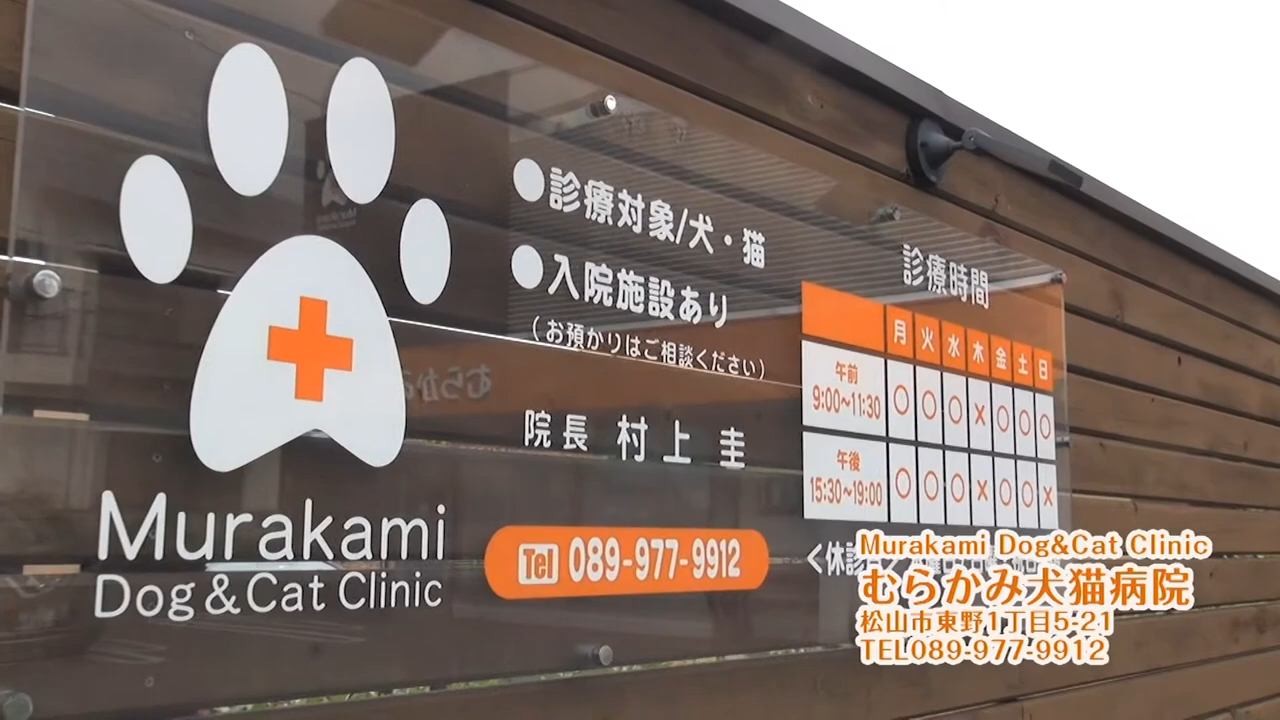 Murakami
Dog & Cat Clinic
●診療対象/犬・猫
●入院施設あり
(お預かりはご相談ください)
院長 村上 圭
Tel 089-977-9912
診療時間
月 火 水 木 金 土 日
午前 9:00~11:30 ○ ○ ○ × ○ ○ ○
午後 15:30~19:00 ○ ○ ○ × ○ ○ ×
<休診
Murakami Dog&Cat Clinic
むらかみ犬猫病院
松山市東野1丁目5-21
TEL089-977-9912